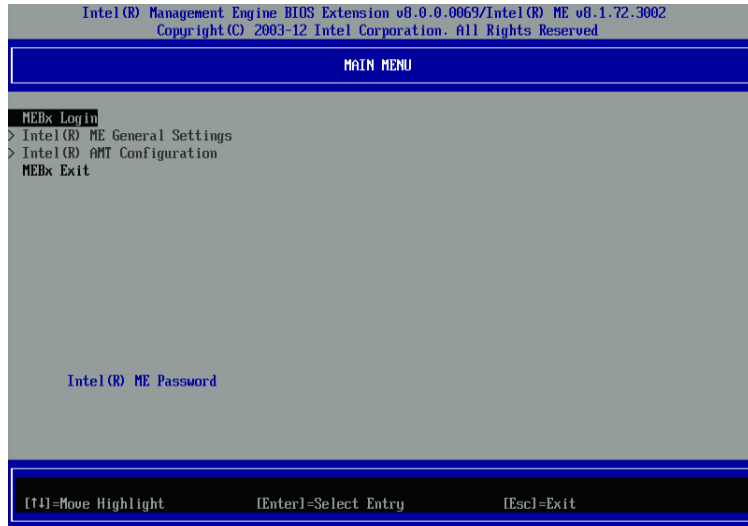 Intel(R) Management Engine BIOS Extension v8.0.0.0069/Intel(R) ME v8.1.72.3002
Copyright(C) 2003-12 Intel Corporation. All Rights Reserved
MAIN MENU
MEBx Login
> Intel(R) ME General Settings
> Intel(R) AMT Configuration
MEBx Exit
Intel(R) ME Password
[↑↓]=Move Highlight [Enter]=Select Entry [Esc]=Exit